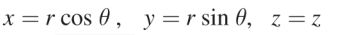 x = r cos θ, y = r sin θ, z = z